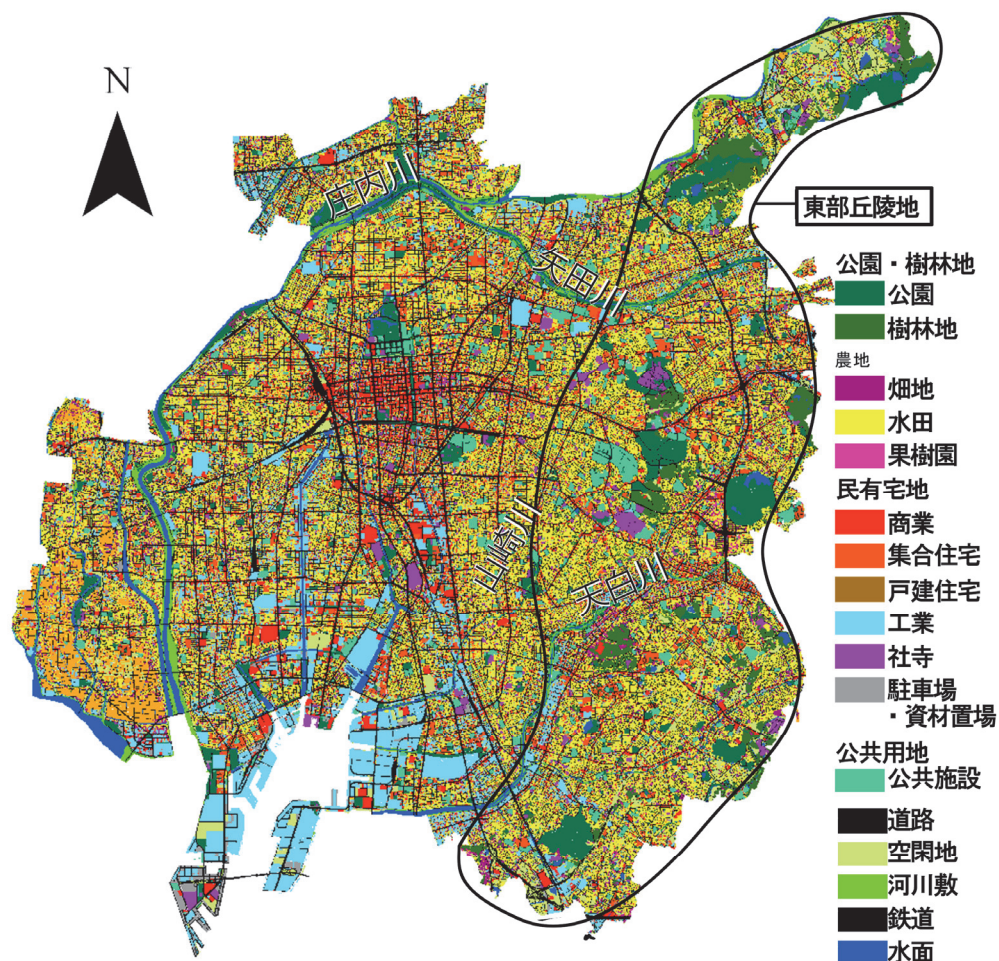 N
庄内川
矢田川
東部丘陵地
山崎川
天白川
公園・樹林地
公園
樹林地
農地
畑地
水田
果樹園
民有宅地
商業
集合住宅
戸建住宅
工業
社寺
駐車場
・資材置場
公共用地
公共施設
道路
空閑地
河川敷
鉄道
水面